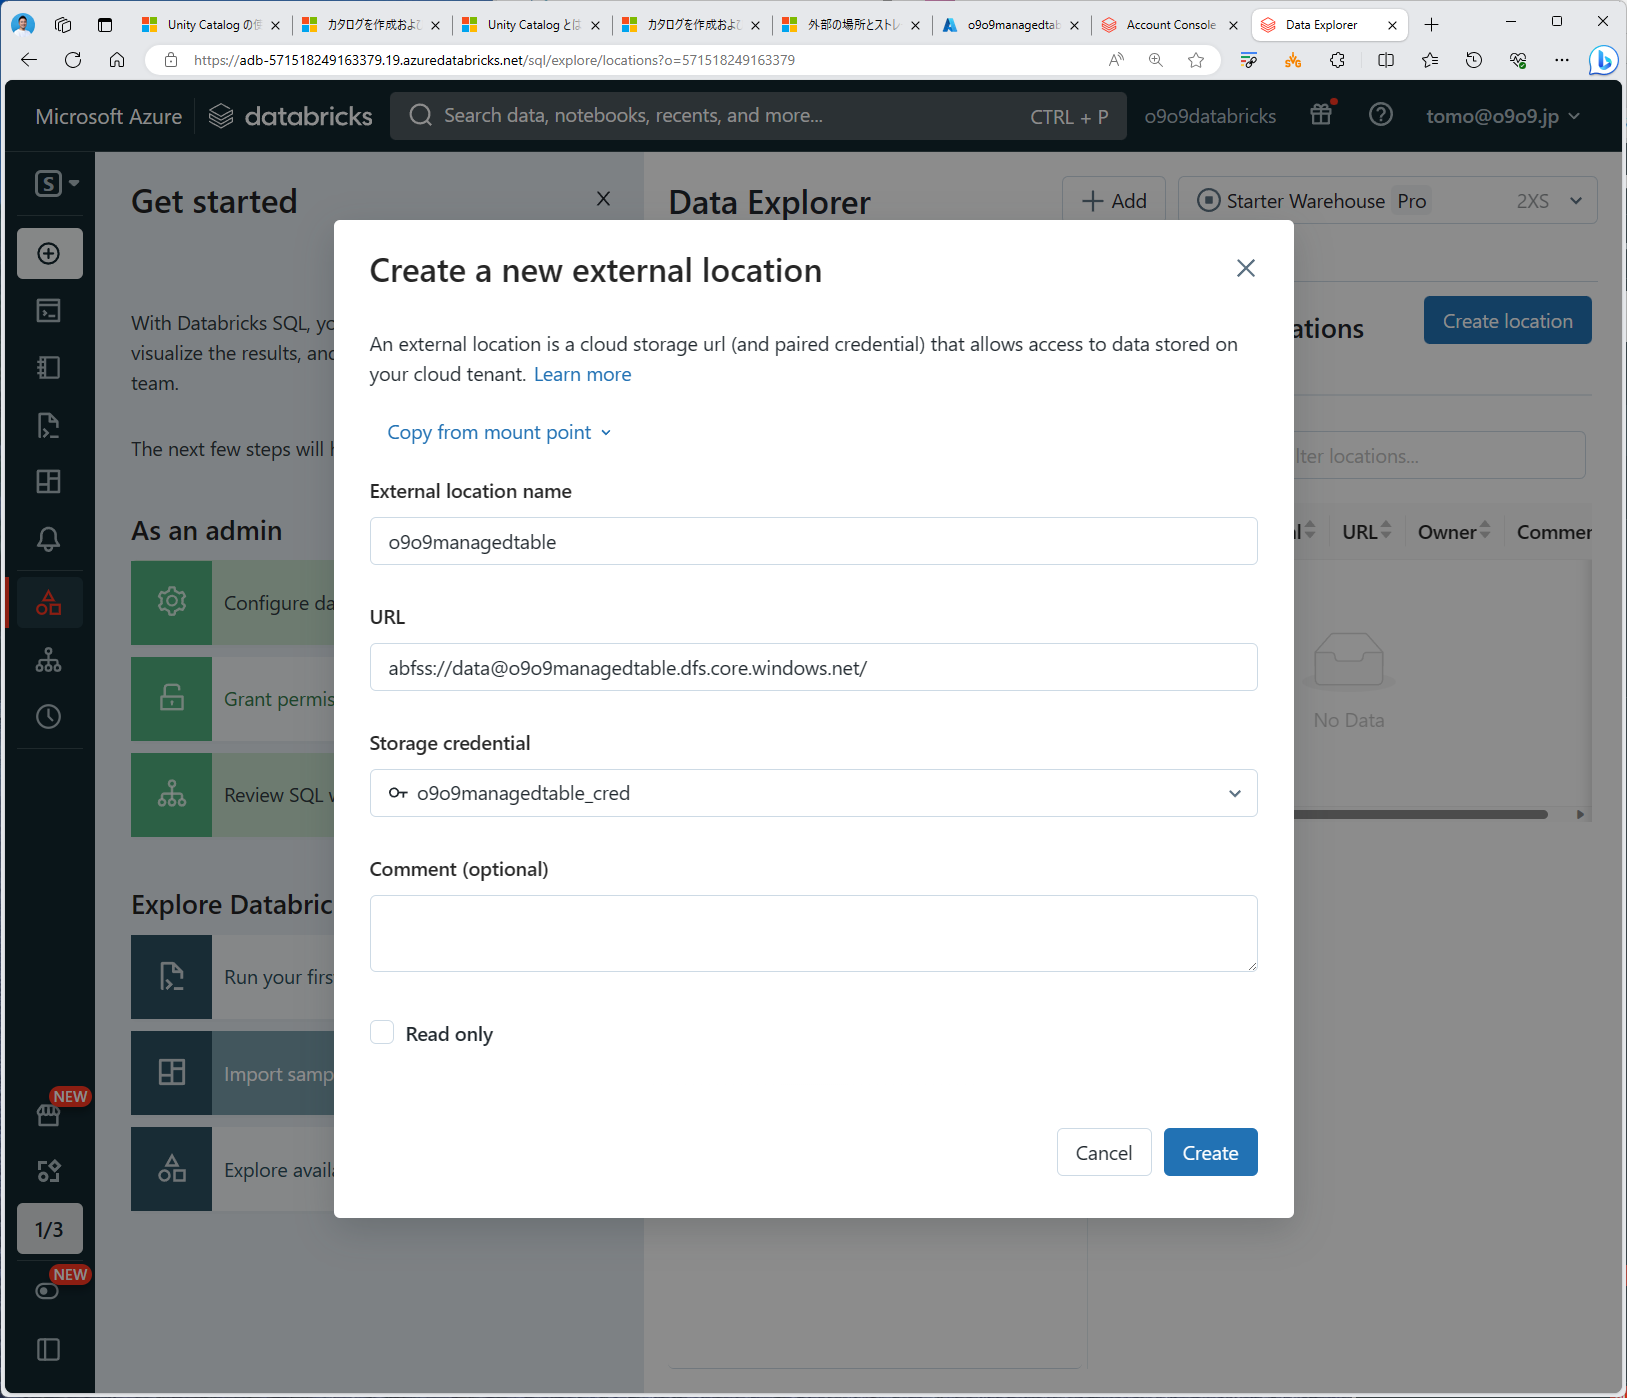 Unity Catalog の
カタログを作成およ
Unity Catalog とは
カタログを作成およ
外部の場所とストレ
o9o9managedtab
Account Console
Data Explorer
https://adb-571518249163379.19.azuredatabricks.net/sql/explore/locations?o=571518249163379
Microsoft Azure
databricks
Search data, notebooks, recents, and more...
CTRL + P
o9o9databricks
tomo@o9o9.jp
S
Get started
Data Explorer
Add
Starter Warehouse
Pro
2XS
Create a new external location
With Databricks SQL, yo
visualize the results, and
team.
An external location is a cloud storage url (and paired credential) that allows access to data stored on
your cloud tenant. Learn more
ations
Create location
Copy from mount point
The next few steps will
lter locations...
External location name
o9o9managedtable
As an admin
al
URL
Owner
Commen
Configure da
URL
abfss://data@o9o9managedtable.dfs.core.windows.net/
Grant permis
No Data
Storage credential
o9o9managedtable_cred
Review SQL w
Comment (optional)
Explore Databric
Run your firs
Read only
Import samp
NEW
Cancel
Create
Explore availa
1/3
NEW